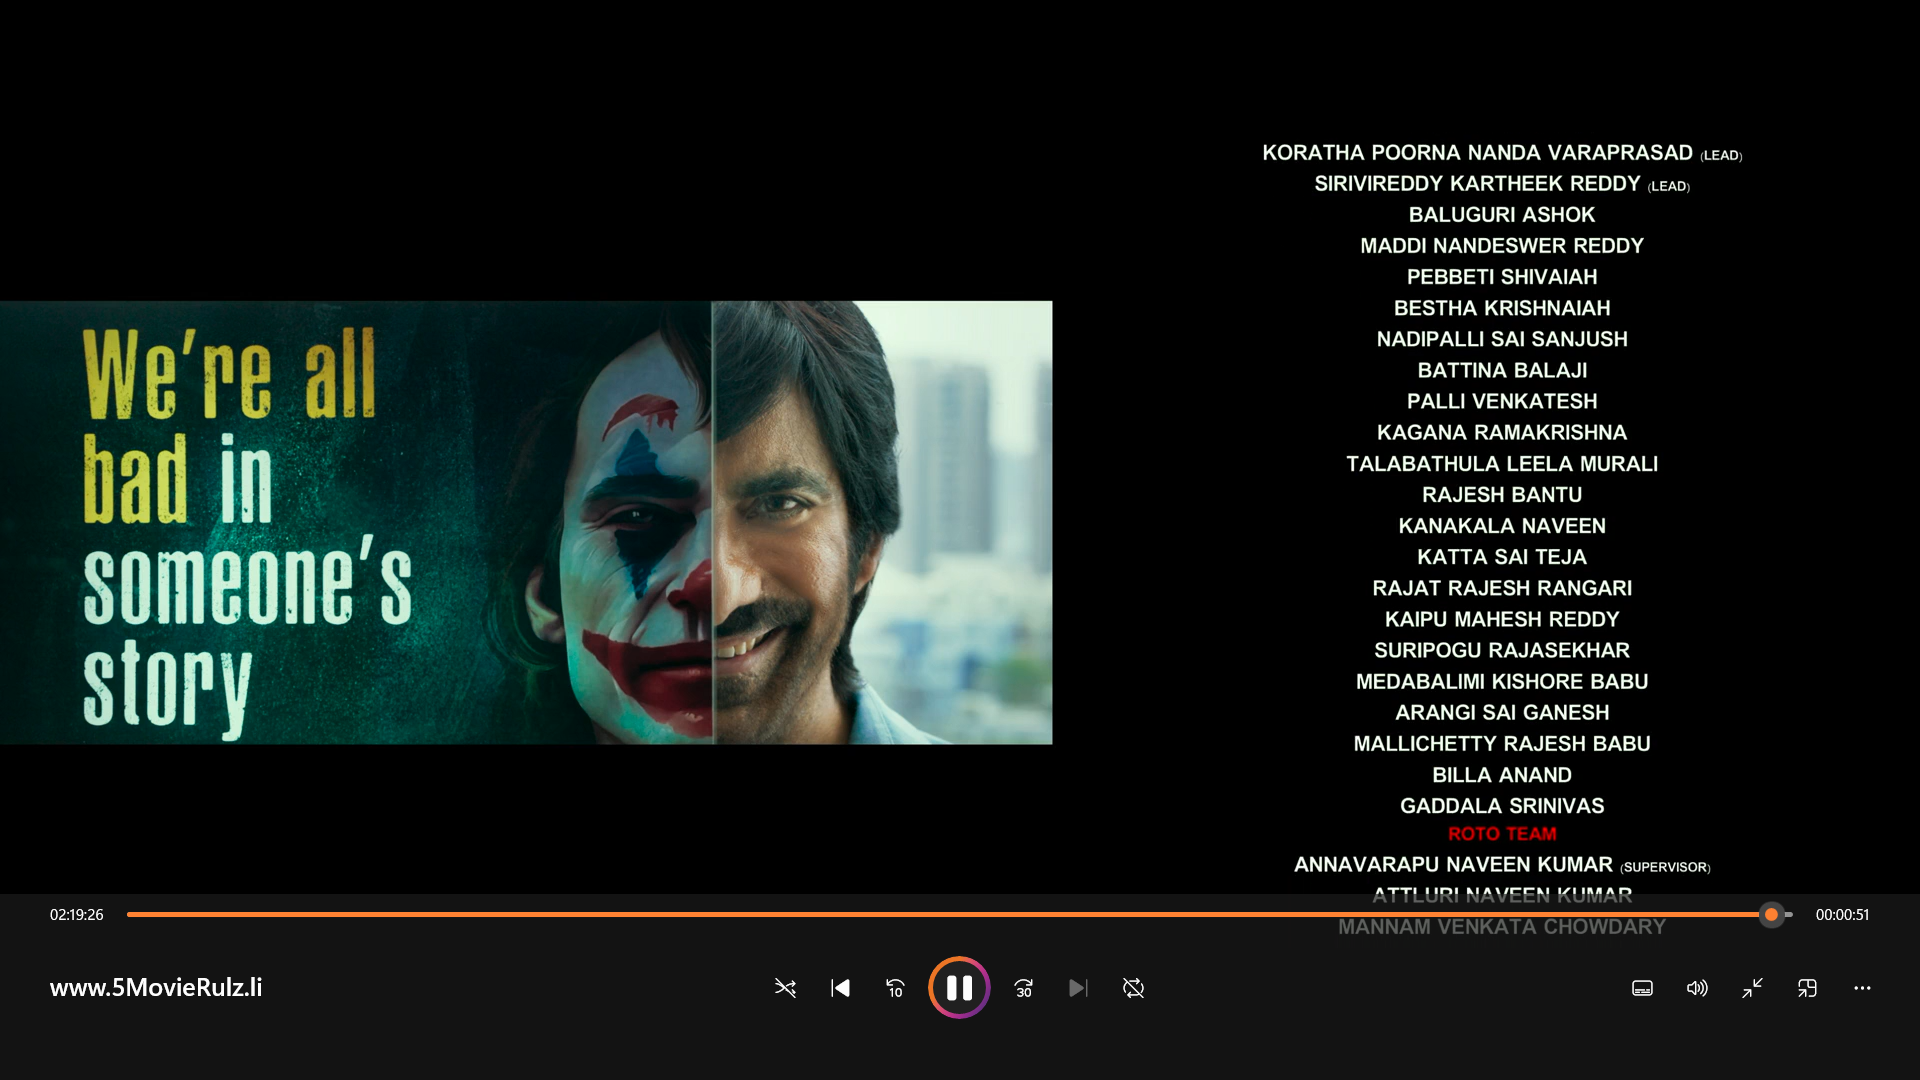 We're all
bad in
someone's
story
KORATHA POORNA NANDA VARAPRASAD (LEAD)
SIRIVIREDDY KARTHEEK REDDY (LEAD)
BALUGURI ASHOK
MADDI NANDESWER REDDY
PEBBETI SHIVAIAH
BESTHA KRISHNAIAH
NADIPALLI SAI SANJUSH
BATTINA BALAJI
PALLI VENKATESH
KAGANA RAMAKRISHNA
TALABATHULA LEELA MURALI
RAJESH BANTU
KANAKALA NAVEEN
KATTA SAI TEJA
RAJAT RAJESH RANGARI
KAIPU MAHESH REDDY
SURIPOGU RAJASEKHAR
MEDABALIMI KISHORE BABU
ARANGI SAI GANESH
MALLICHETTY RAJESH BABU
BILLA ANAND
GADDALA SRINIVAS
ROTO TEAM
ANNAVARAPU NAVEEN KUMAR (SUPERVISOR)
ATTLURI NAVEEN KUMAR
MANNAM VENKATA CHOWDARY
02:19:26
00:00:51
www.5MovieRulz.li
10
30